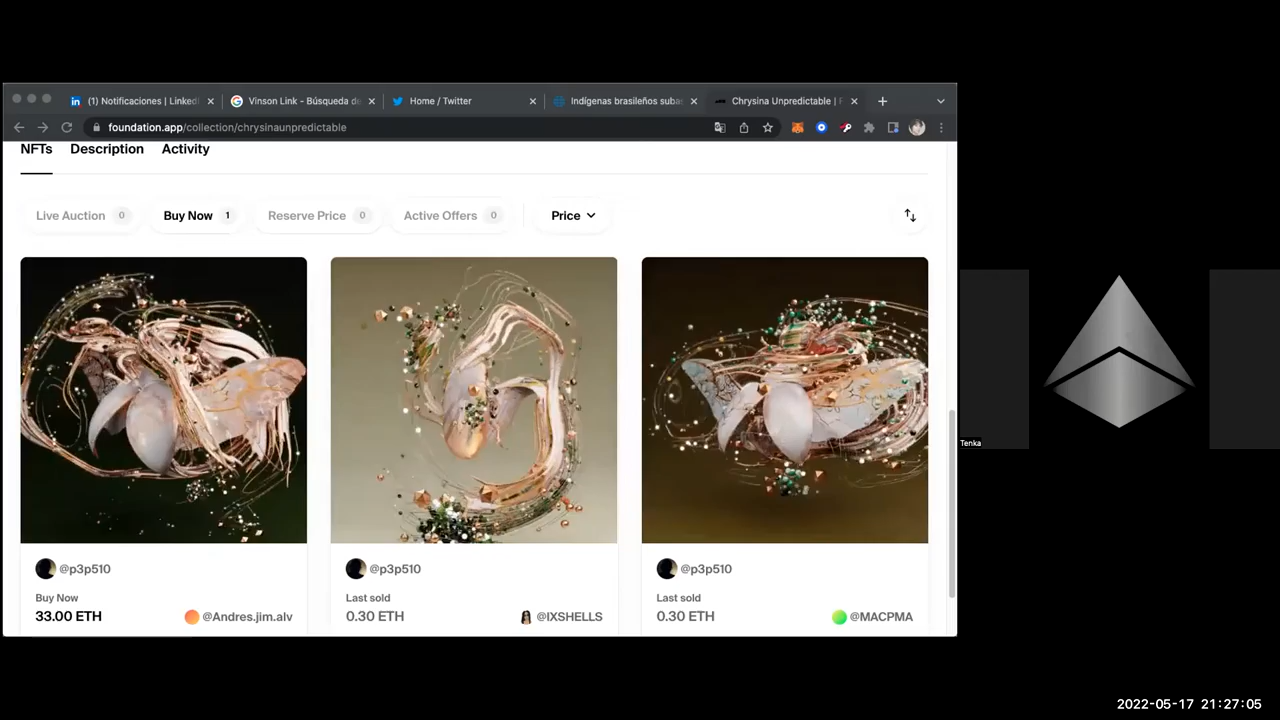 (1) Notificaciones | LinkedI
Vinson Link - Búsqueda de
Home / Twitter
Indígenas brasileños subas
Chrysina Unpredictable | F
foundation.app/collection/chrysinaunpredictable
NFTs Description Activity
Live Auction 0
Buy Now 1
Reserve Price 0
Active Offers 0
Price
@p3p510
Buy Now
33.00 ETH
@Andres.jim.alv
@p3p510
Last sold
0.30 ETH
@IXSHELLS
@p3p510
Last sold
0.30 ETH
@MACPMA
Tenka
2022-05-17 21:27:05